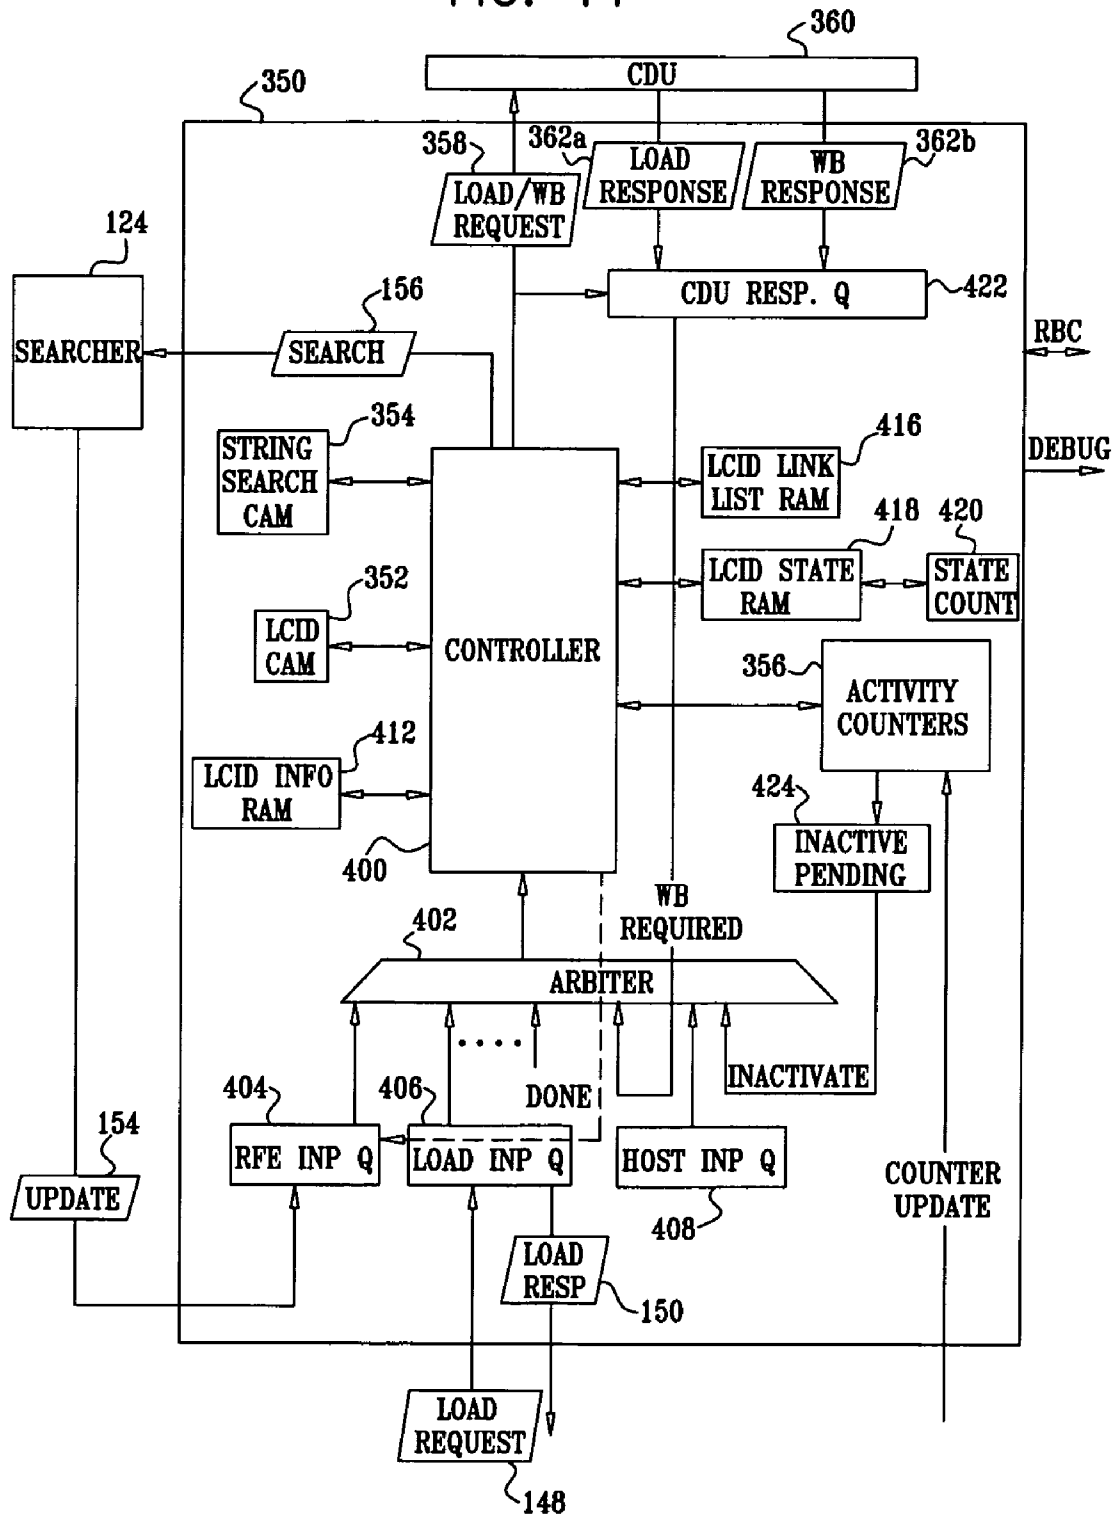 360
CDU
350
358
362a
LOAD
RESPONSE
WB
RESPONSE
362b
LOAD/WB
REQUEST
124
SEARCHER
156
SEARCH
CDU RESP. Q
422
RBC
DEBUG
354
STRING
SEARCH
CAM
LCID LINK
LIST RAM
416
418
420
LCID STATE
RAM
STATE
COUNT
352
LCID
CAM
CONTROLLER
356
ACTIVITY
COUNTERS
412
LCID INFO
RAM
424
INACTIVE
PENDING
400
WB
REQUIRED
402
ARBITER
INACTIVATE
DONE
404
406
RFE INP Q
LOAD INP Q
HOST INP Q
408
154
UPDATE
COUNTER
UPDATE
LOAD
RESP
150
LOAD
REQUEST
148